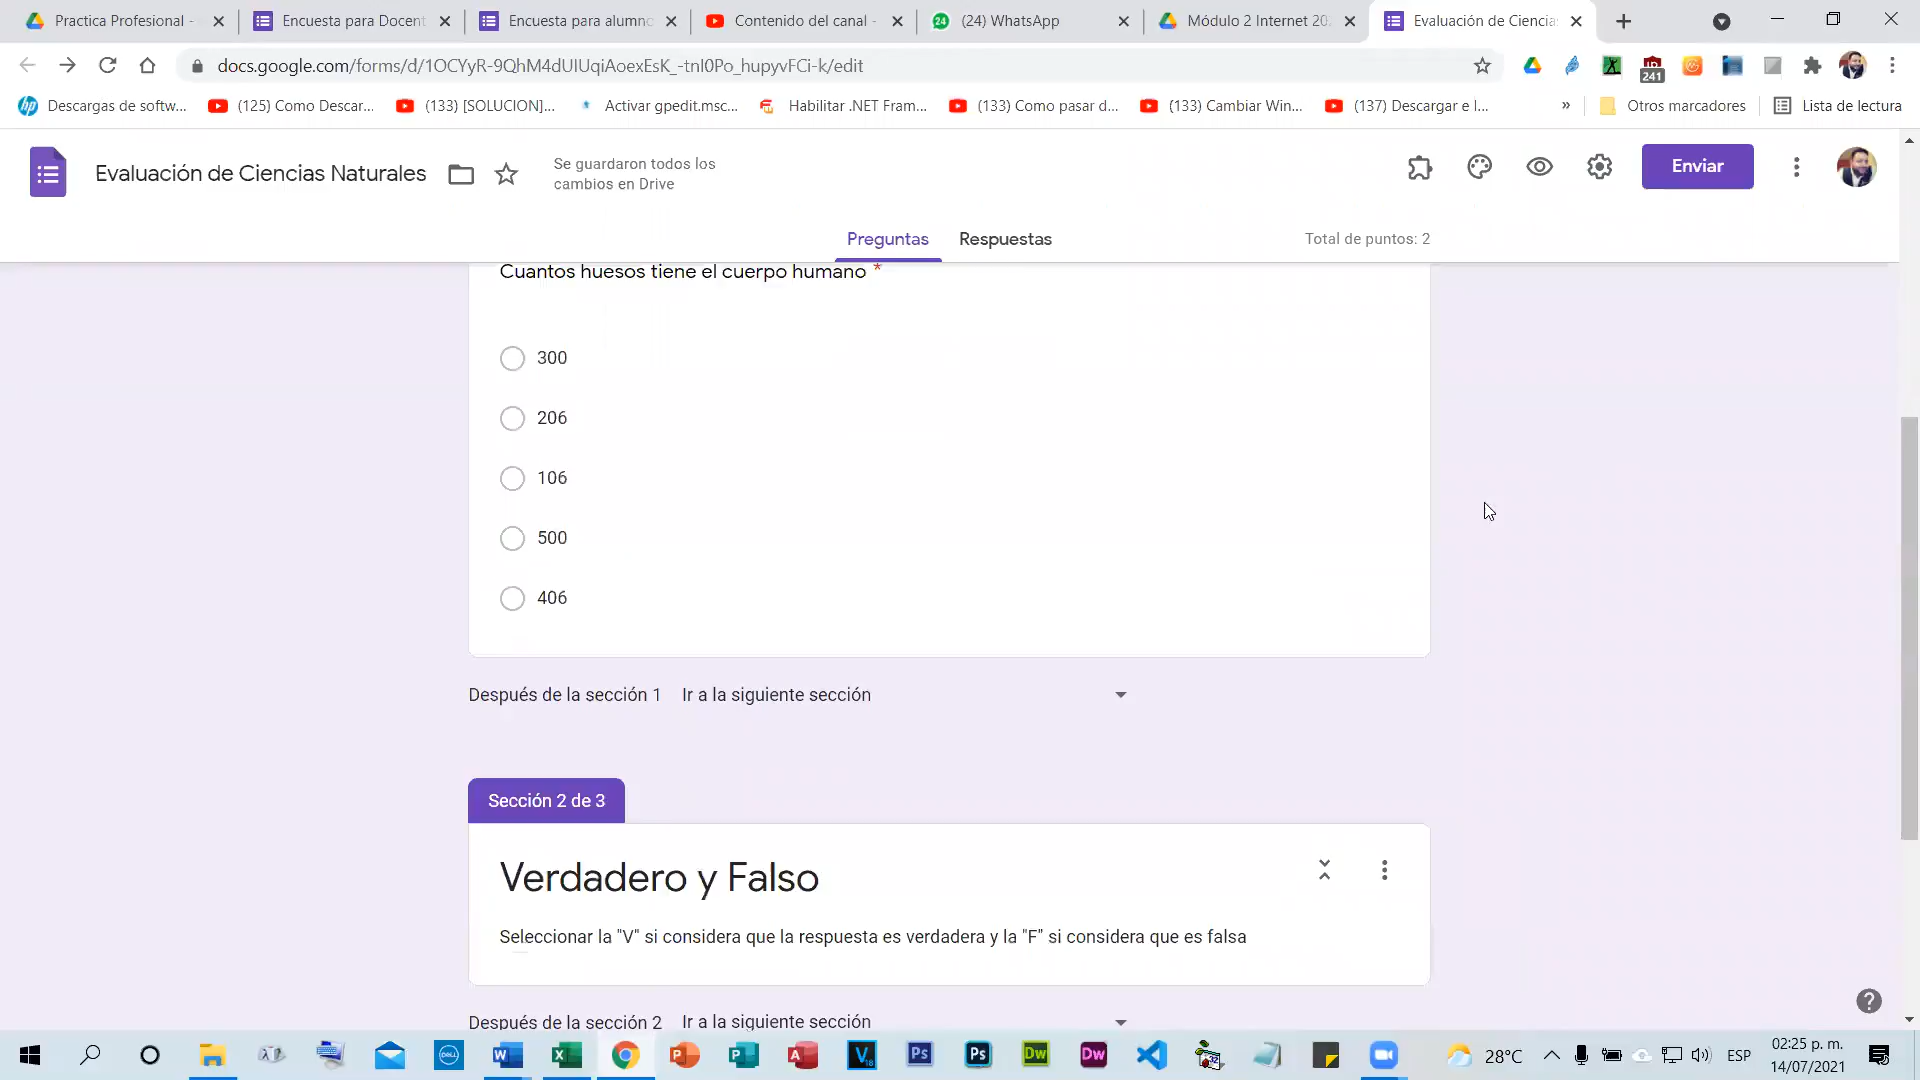 Practica Profesional -
Encuesta para Docent
Encuesta para alumno
Contenido del canal -
(24) WhatsApp
Módulo 2 Internet 202
Evaluación de Ciencias
docs.google.com/forms/d/1OCYyR-9QhM4dUIUqiAoexEsK_-tnI0Po_hupyvFCi-k/edit
241
Descargas de softw...
(125) Como Descar...
(133) [SOLUCION]...
Activar gpedit.msc...
Habilitar .NET Fram...
(133) Como pasar d...
(133) Cambiar Win...
(137) Descargar e I...
»
Otros marcadores
Lista de lectura
Evaluación de Ciencias Naturales
Se guardaron todos los
cambios en Drive
Enviar
Preguntas
Respuestas
Total de puntos: 2
Cuantos huesos tiene el cuerpo humano *
300
206
106
500
406
Después de la sección 1
Ir a la siguiente sección
Sección 2 de 3
Verdadero y Falso
Seleccionar la "V" si considera que la respuesta es verdadera y la "F" si considera que es falsa
Después de la sección 2
Ir a la siguiente sección
28°C
ESP
02:25 p. m.
14/07/2021